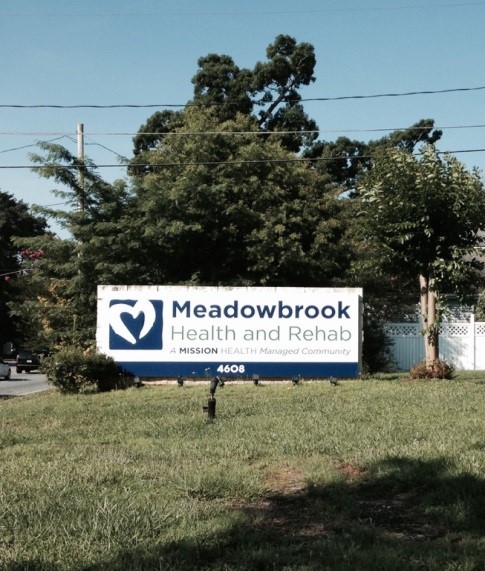 Meadowbrook
Health and Rehab
A MISSION HEALTH Managed Community
4608